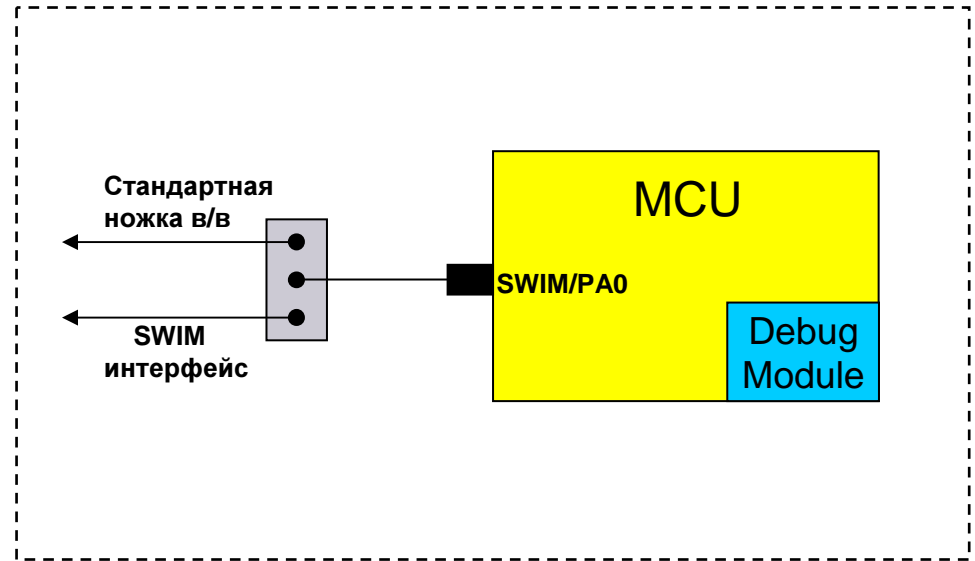 Стандартная
ножка в/в
SWIM
интерфейс
MCU
SWIM/PA0
Debug
Module